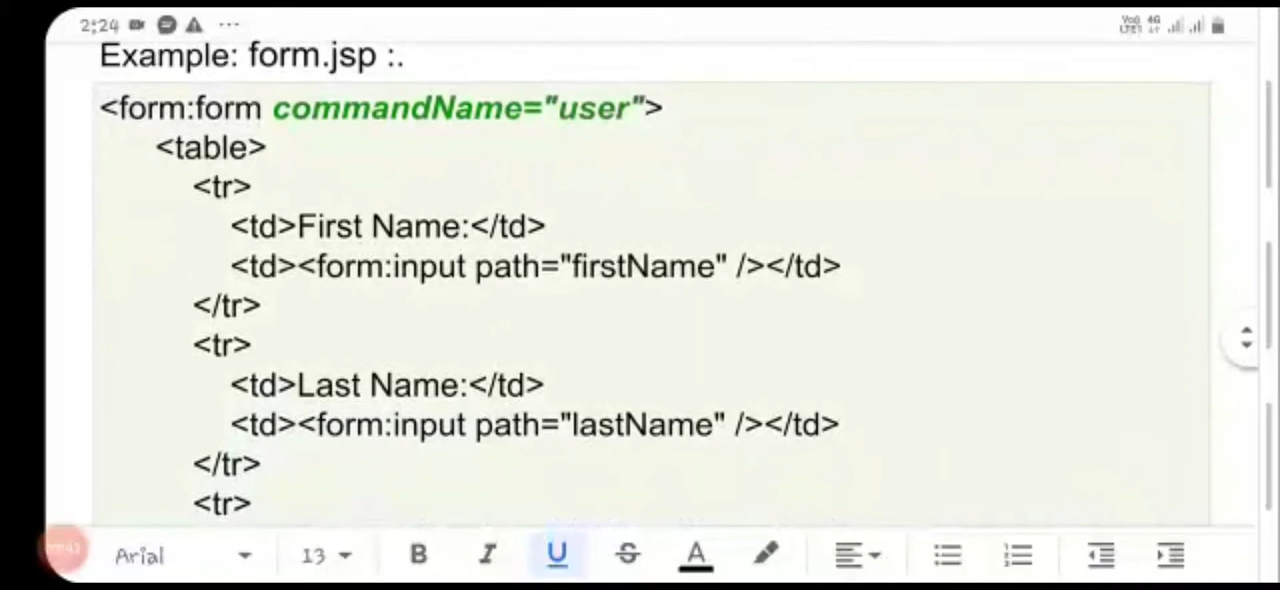 2:24
Example: form.jsp :.
<form:form commandName="user">
<table>
<tr>
<td>First Name:</td>
<td><form:input path="firstName" /></td>
</tr>
<tr>
<td>Last Name:</td>
<td><form:input path="lastName" /></td>
</tr>
<tr>
Arial 13 B I U S A